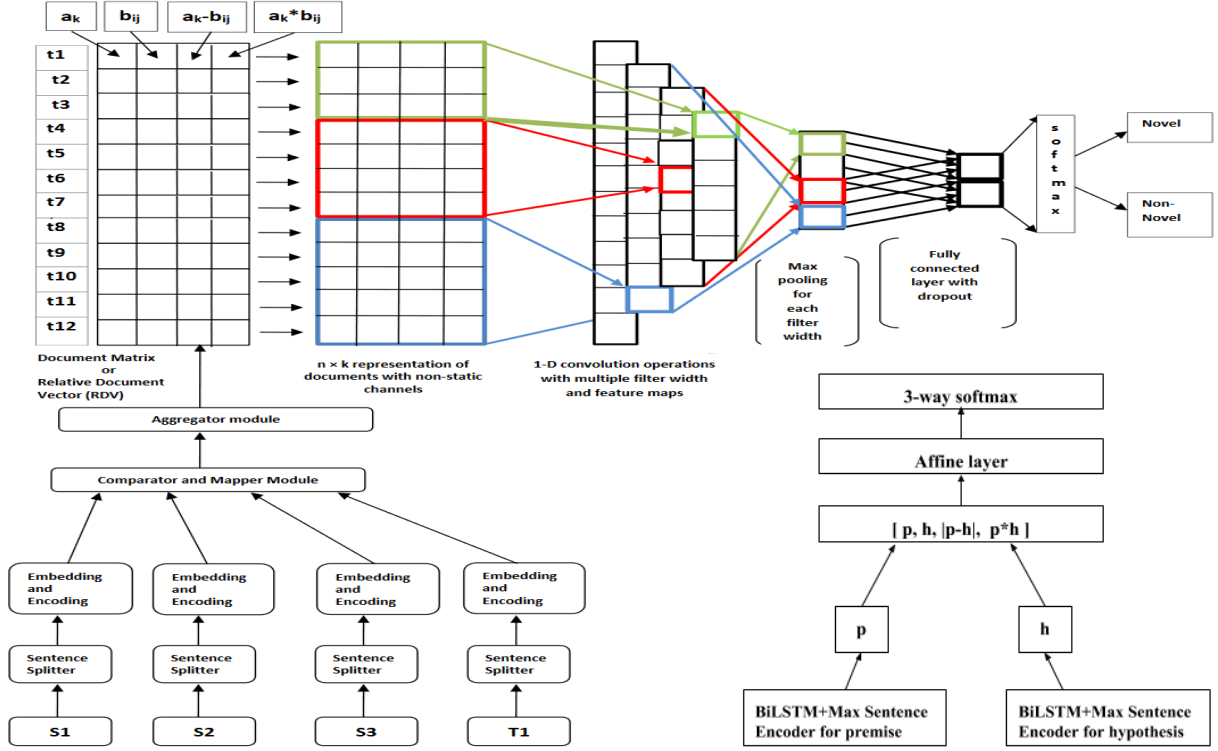 ak bij ak-bij ak*bij
t1
t2
t3
t4
t5
t6
t7
t8
t9
t10
t11
t12
softmax
Novel
Non-
Novel
Document Matrix
or
Relative Document
Vector (RDV)
n × k representation of
documents with non-static
channels
1-D convolution operations
with multiple filter width
and feature maps
Max
pooling
for
each
filter
width
Fully
connected
layer with
dropout
Aggregator module
Comparator and Mapper Module
Embedding
and
Encoding
Embedding
and
Encoding
Embedding
and
Encoding
Embedding
and
Encoding
Sentence
Splitter
Sentence
Splitter
Sentence
Splitter
Sentence
Splitter
S1
S2
S3
T1
3-way softmax
Affine layer
[ p, h, |p-h|, p*h ]
p
h
BiLSTM+Max Sentence
Encoder for premise
BiLSTM+Max Sentence
Encoder for hypothesis